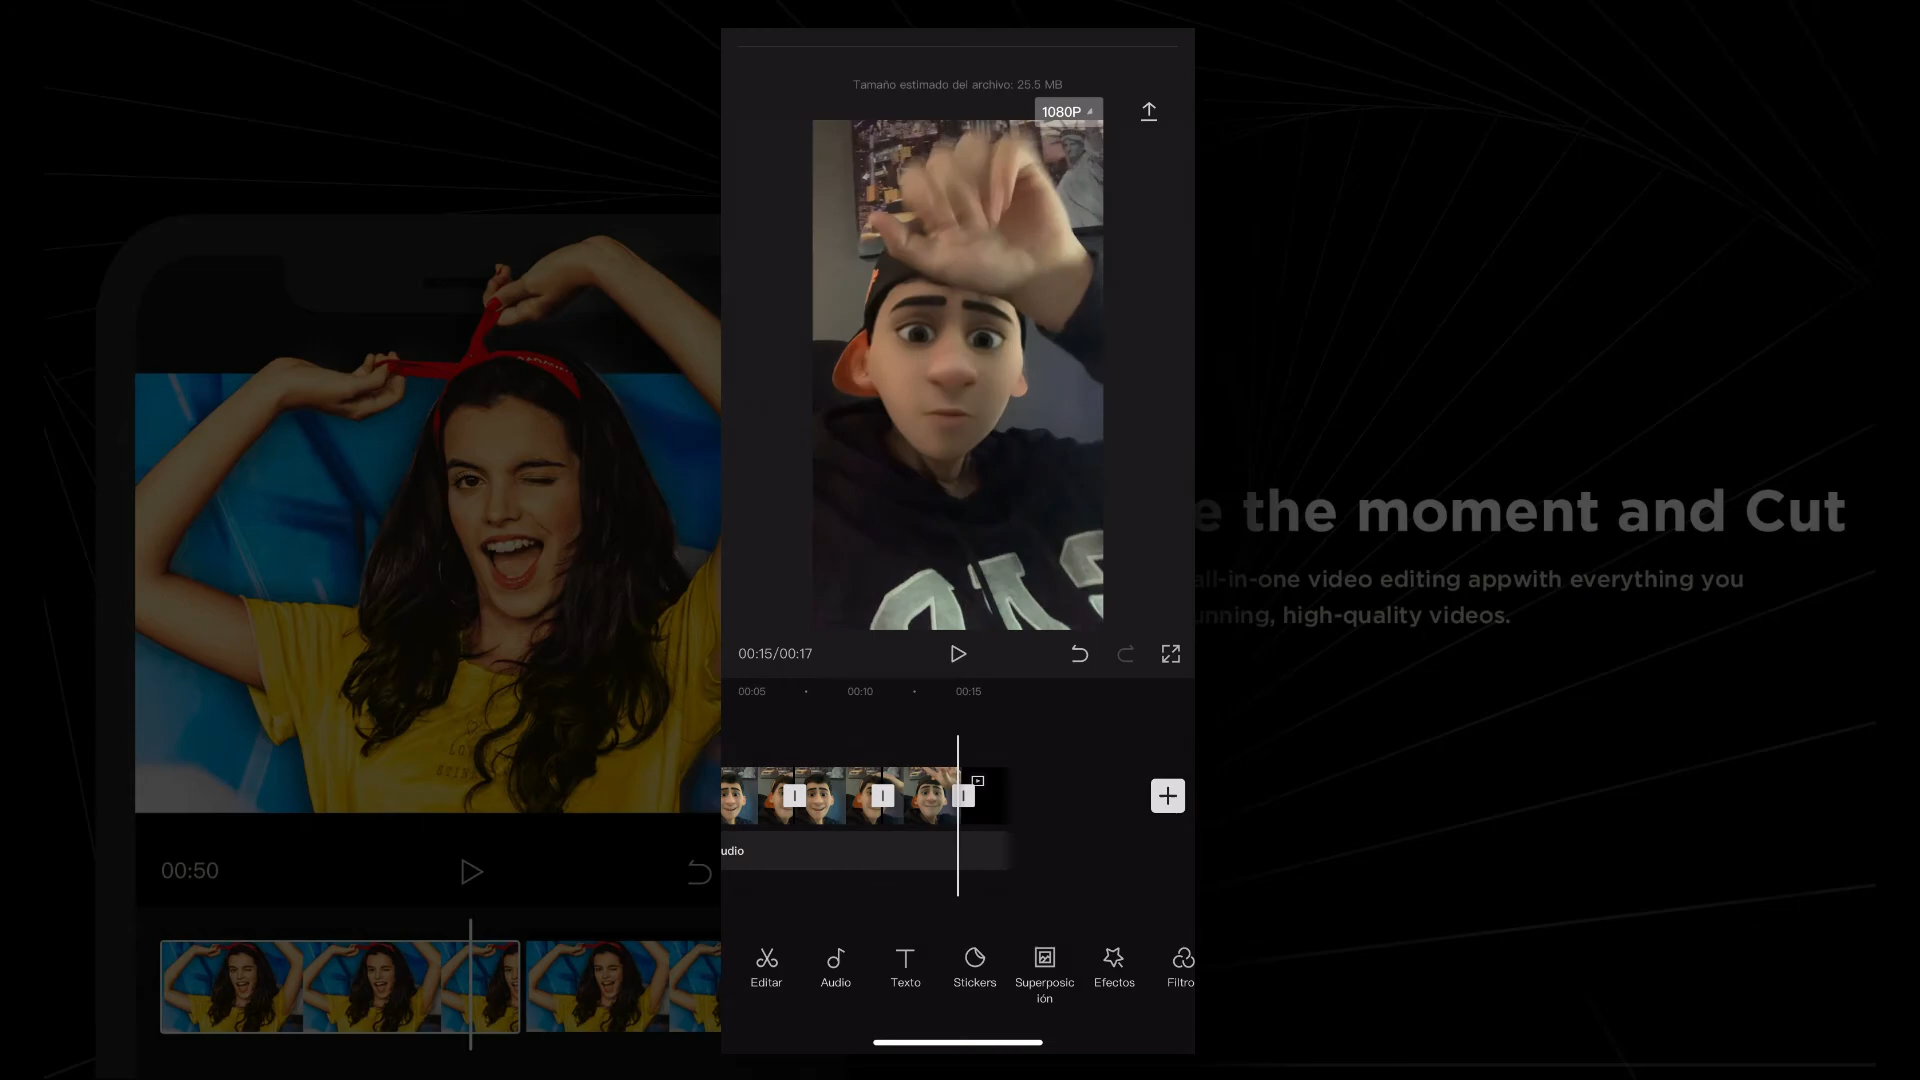 Tamaño estimado del archivo: 25.5 MB
1080P
e the moment and Cut
all-in-one video editing appwith everything you
unning, high-quality videos.
00:15/00:17
00:05
00:10
00:15
udio
00:50
Editar
Audio
Texto
Stickers
Superposic
ión
Efectos
Filtro